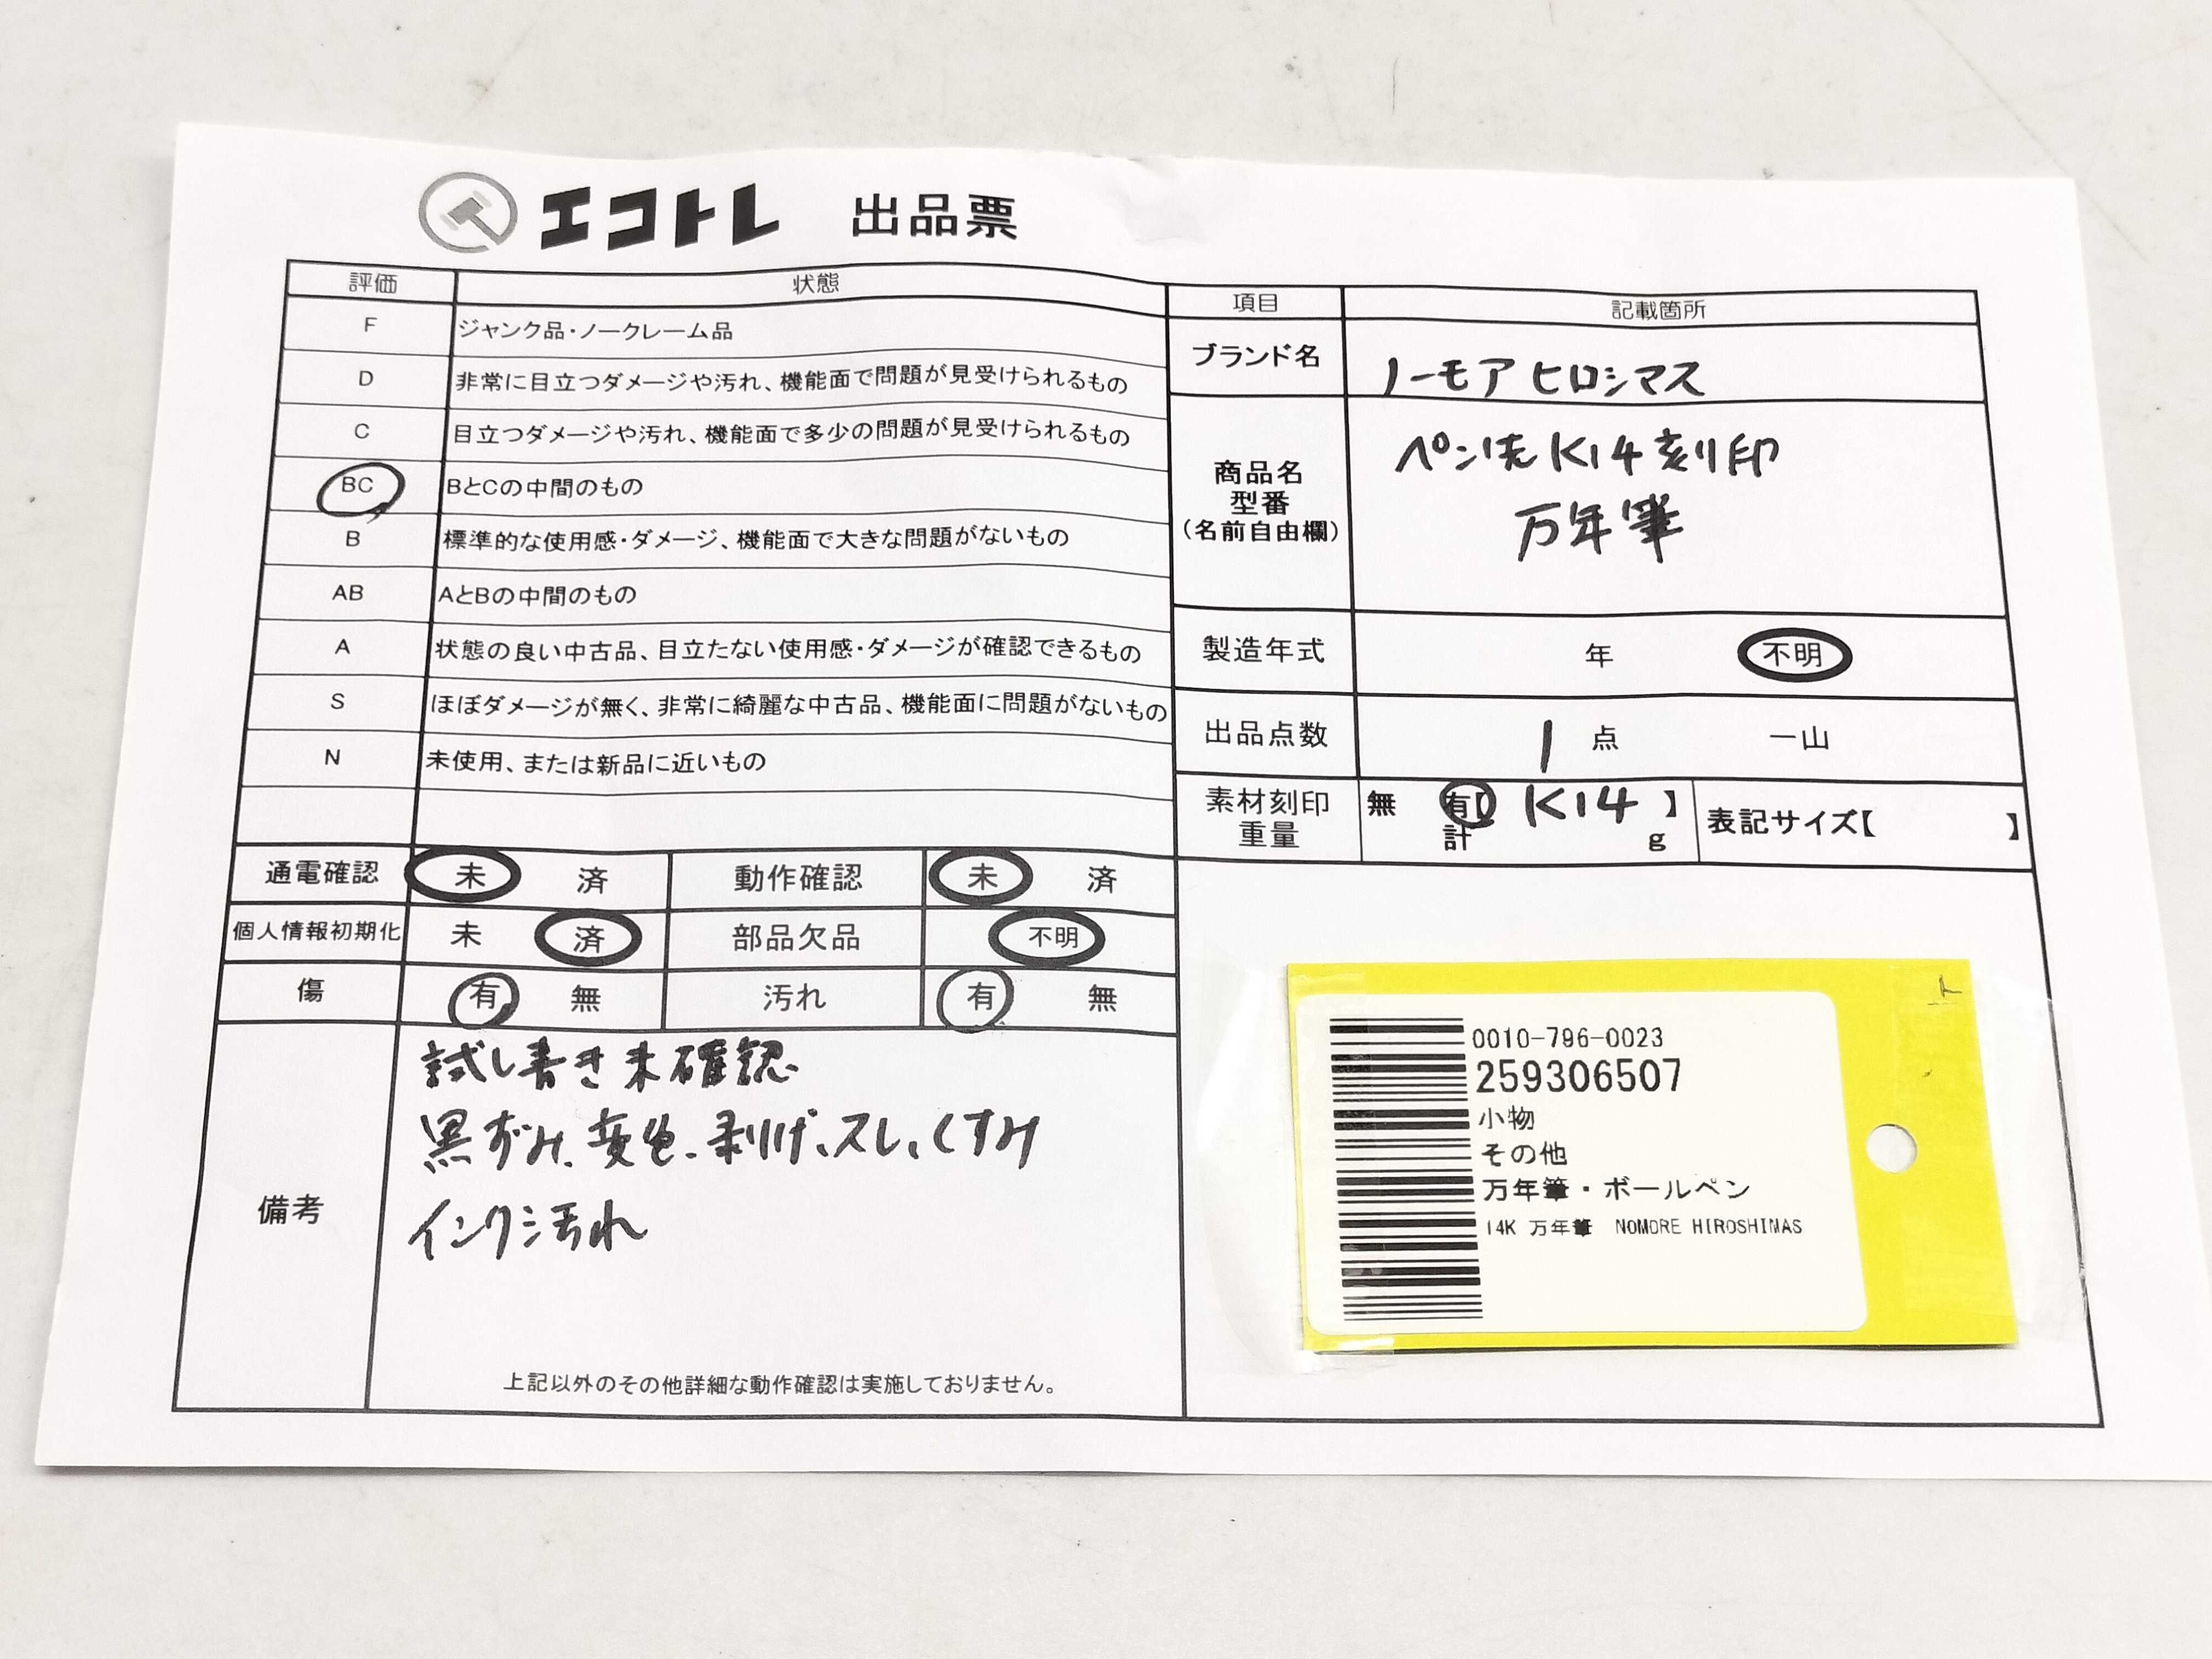 エコトレ 出品票
評価 状態
F ジャンク品・ノークレーム品
D 非常に目立つダメージや汚れ、機能面で問題が見受けられるもの
C 目立つダメージや汚れ、機能面で多少の問題が見受けられるもの
BC BとCの中間のもの
B 標準的な使用感・ダメージ、機能面で大きな問題がないもの
AB AとBの中間のもの
A 状態の良い中古品、目立たない使用感・ダメージが確認できるもの
S ほぼダメージが無く、非常に綺麗な中古品、機能面に問題がないもの
N 未使用、または新品に近いもの
通電確認 未 済 動作確認 未 済
個人情報初期化 未 済 部品欠品 不明
傷 有 無 汚れ 有 無
備考
試し書き未確認
黒ずみ、変色、剥げ、スレ、くすみ
インク汚れ
上記以外のその他詳細な動作確認は実施しておりません。
項目 記載箇所
ブランド名 ノーモア ヒロシマス
商品名
型番
(名前自由欄)
ペン先K14刻印
万年筆
製造年式 年 不明
出品点数 1 点 一山
素材刻印 無 有【 K14 】
重量 計 g
表記サイズ【 】
0010-796-0023
259306507
小物
その他
万年筆・ボールペン
14K 万年筆 NOMORE HIROSHIMAS